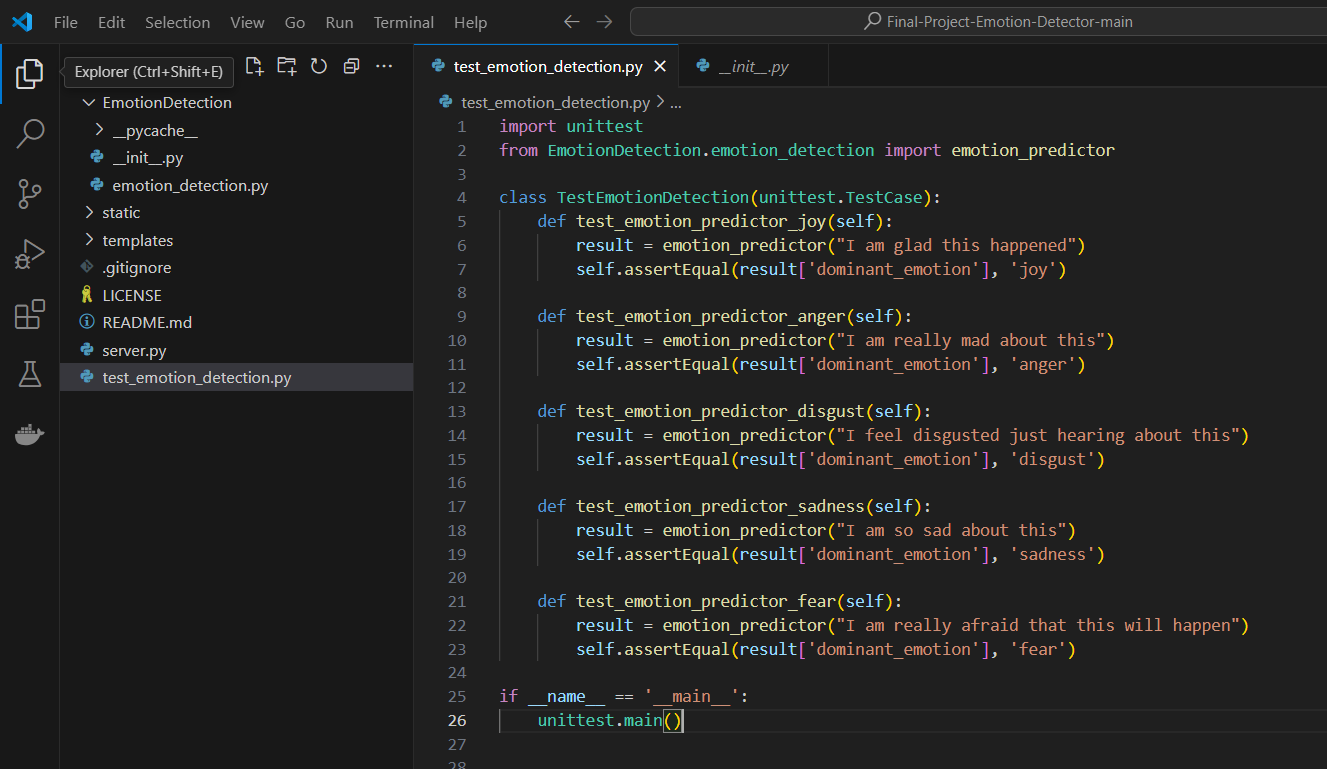 File Edit Selection View Go Run Terminal Help
Final-Project-Emotion-Detector-main
Explorer (Ctrl+Shift+E)
EmotionDetection
__pycache__
__init__.py
emotion_detection.py
static
templates
.gitignore
LICENSE
README.md
server.py
test_emotion_detection.py
test_emotion_detection.py __init__.py
test_emotion_detection.py > ...
1 import unittest
2 from EmotionDetection.emotion_detection import emotion_predictor
3
4 class TestEmotionDetection(unittest.TestCase):
5     def test_emotion_predictor_joy(self):
6         result = emotion_predictor("I am glad this happened")
7         self.assertEqual(result['dominant_emotion'], 'joy')
8
9     def test_emotion_predictor_anger(self):
10         result = emotion_predictor("I am really mad about this")
11         self.assertEqual(result['dominant_emotion'], 'anger')
12
13     def test_emotion_predictor_disgust(self):
14         result = emotion_predictor("I feel disgusted just hearing about this")
15         self.assertEqual(result['dominant_emotion'], 'disgust')
16
17     def test_emotion_predictor_sadness(self):
18         result = emotion_predictor("I am so sad about this")
19         self.assertEqual(result['dominant_emotion'], 'sadness')
20
21     def test_emotion_predictor_fear(self):
22         result = emotion_predictor("I am really afraid that this will happen")
23         self.assertEqual(result['dominant_emotion'], 'fear')
24
25 if __name__ == '__main__':
26     unittest.main()
27
28